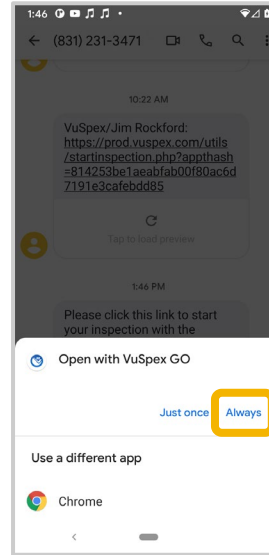 1:46
(831) 231-3471
10:22 AM
VuSpex/Jim Rockford:
https://prod.vuspex.com/utils
/startinspection.php?appthash
=814253be1aeabfab00f80ac6d
7191e3cafebdd85
Tap to load preview
1:46 PM
Please click this link to start
your inspection with the
Open with VuSpex GO
Just once
Always
Use a different app
Chrome